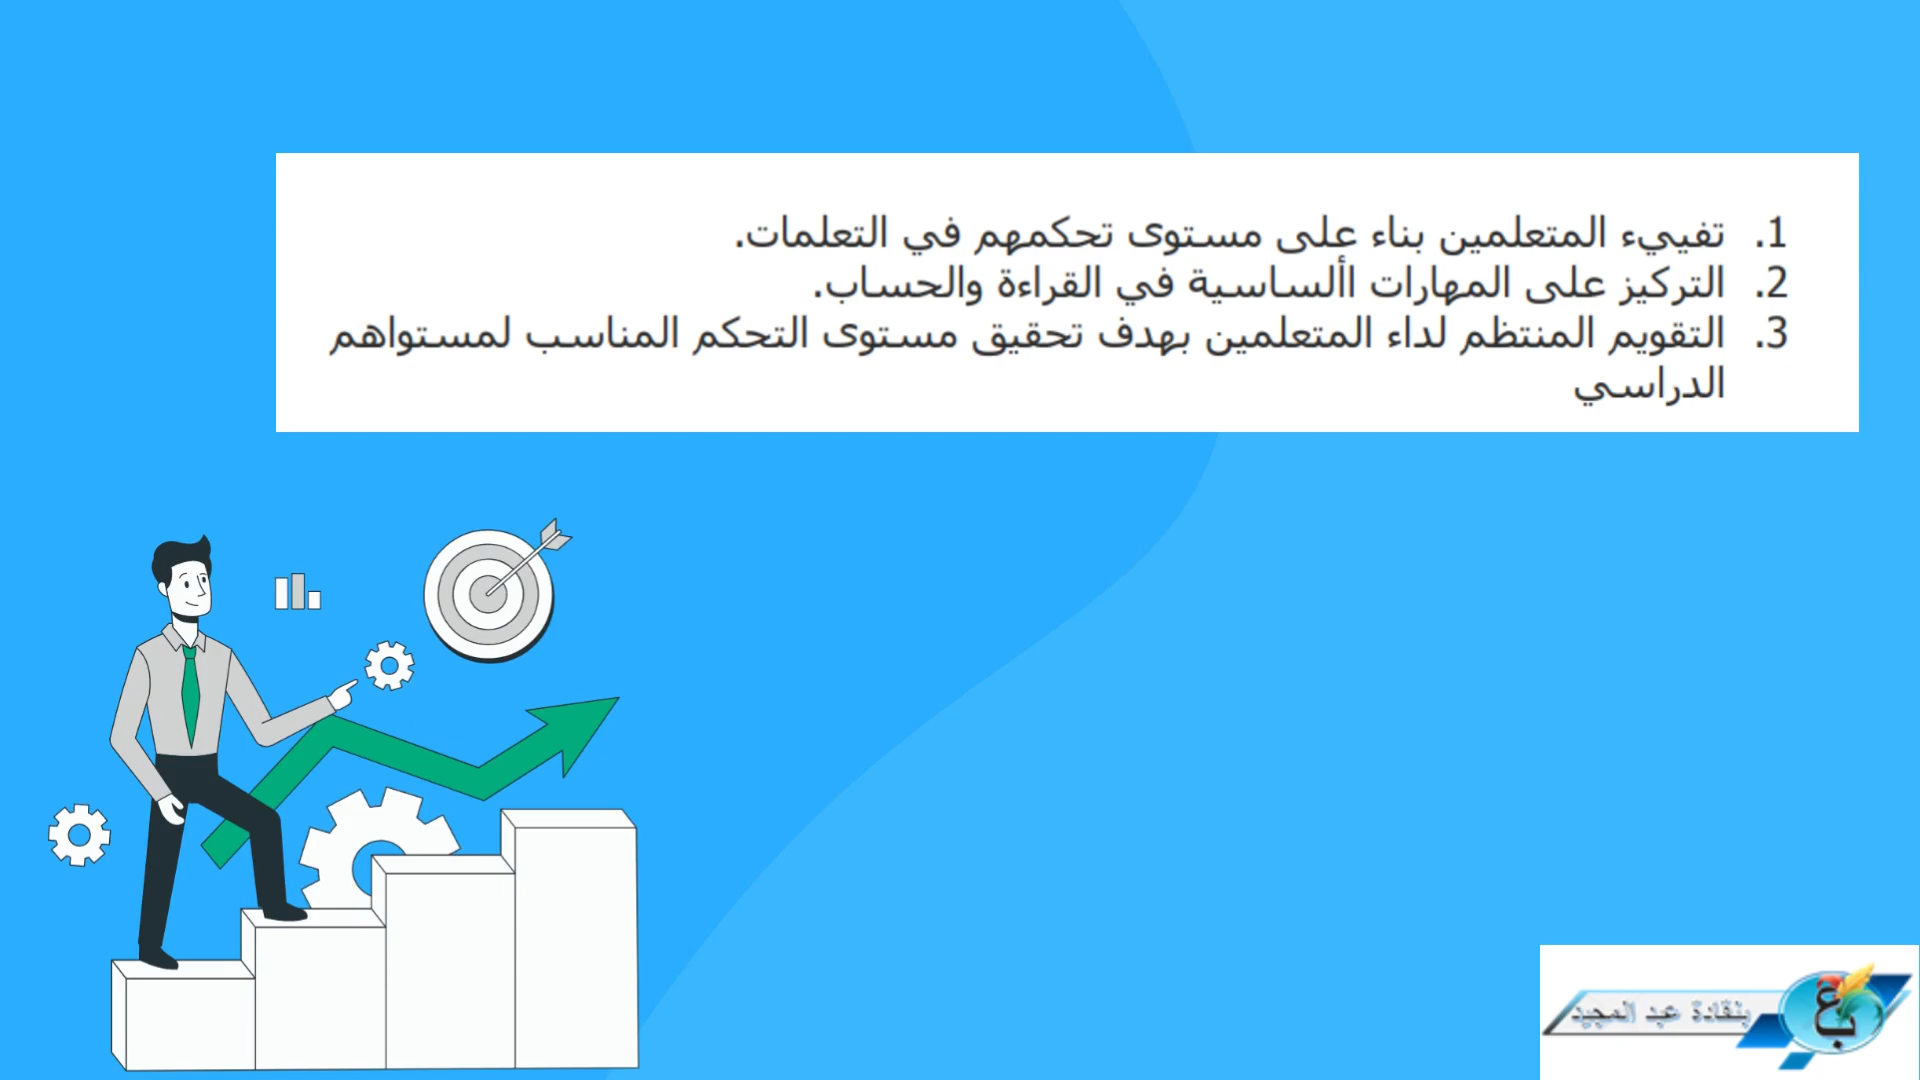 1. تفييء المتعلمين بناء على مستوى تحكمهم في التعلمات.
2. التركيز على المهارات األساسية في القراءة والحساب.
3. التقويم المنتظم لداء المتعلمين بهدف تحقيق مستوى التحكم المناسب لمستواهم
الدراسي
بنقادة عبد المجيد
ع